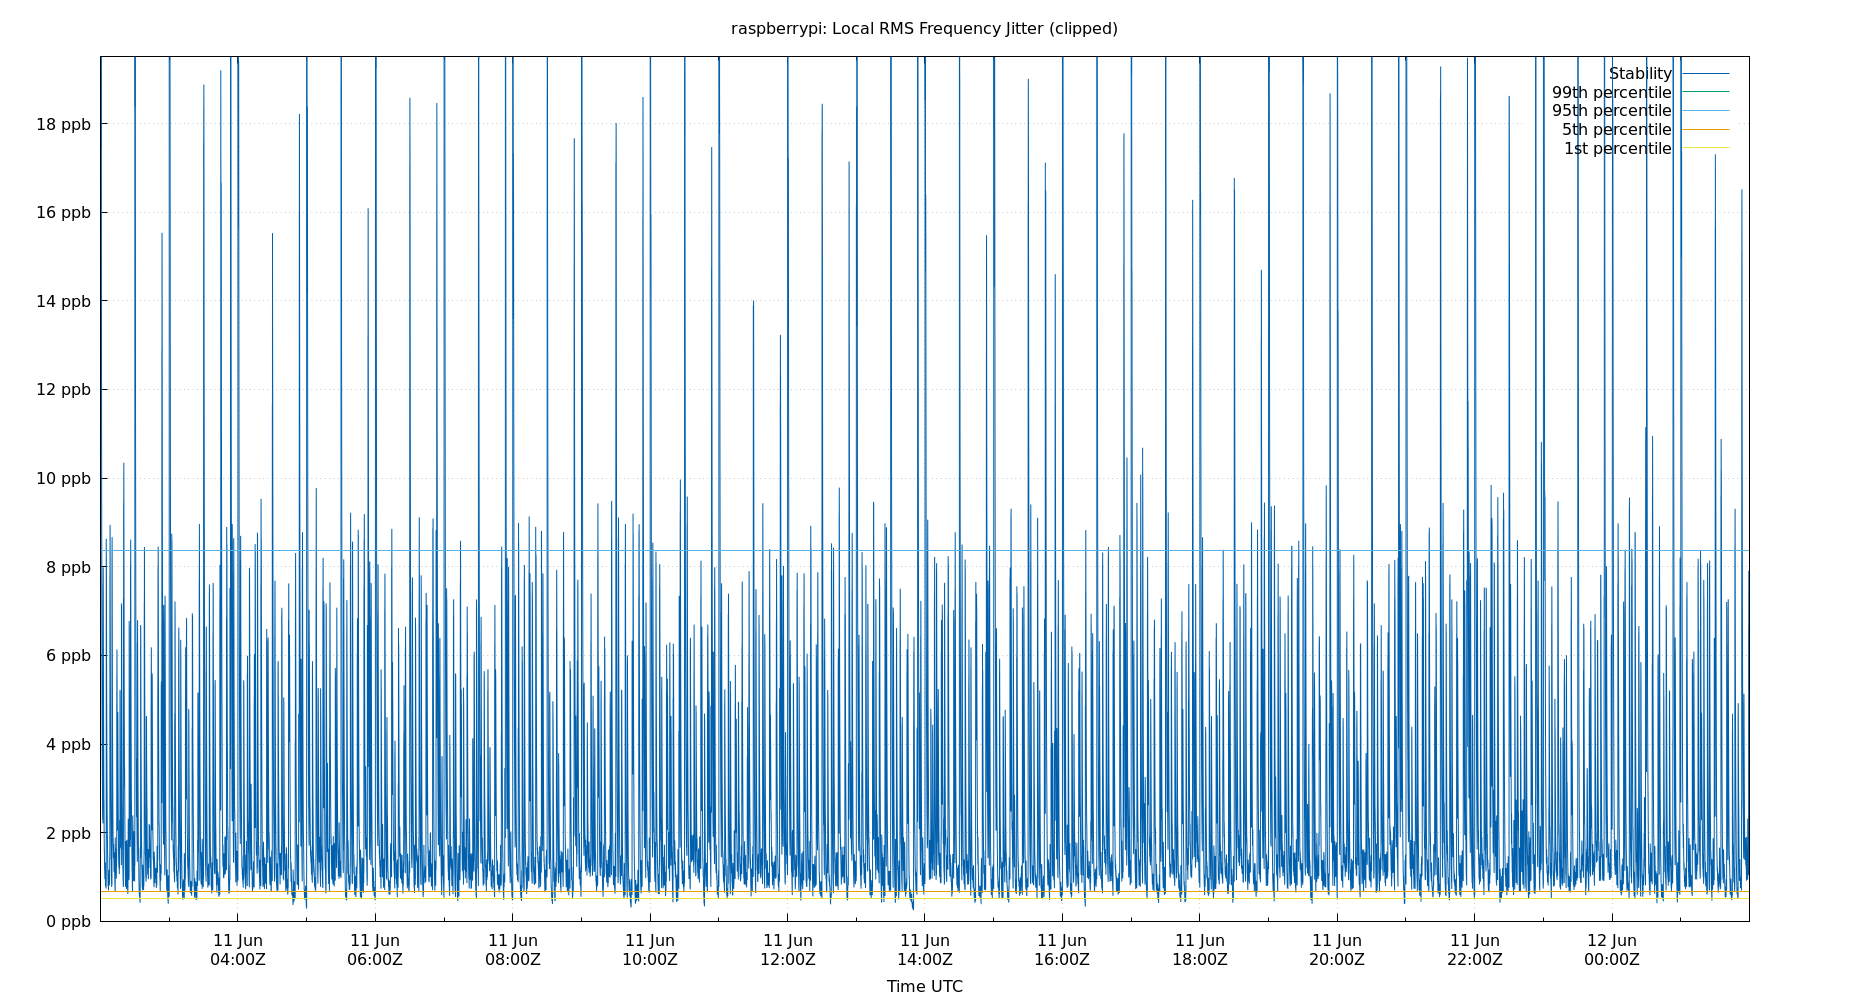 raspberrypi: Local RMS Frequency Jitter (clipped)
Stability
99th percentile
95th percentile
5th percentile
1st percentile
18 ppb
16 ppb
14 ppb
12 ppb
10 ppb
8 ppb
6 ppb
4 ppb
2 ppb
0 ppb
11 Jun 11 Jun 11 Jun 11 Jun 11 Jun 11 Jun 11 Jun 11 Jun 11 Jun 11 Jun 12 Jun
04:00Z 06:00Z 08:00Z 10:00Z 12:00Z 14:00Z 16:00Z 18:00Z 20:00Z 22:00Z 00:00Z
Time UTC